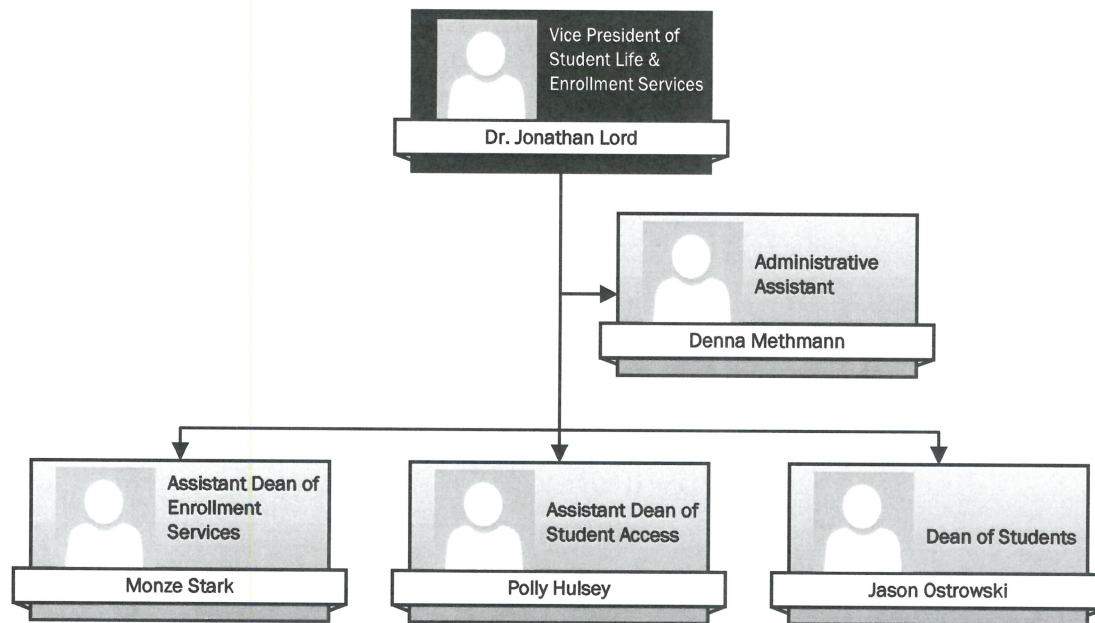 Vice President of
Student Life &
Enrollment Services
Dr. Jonathan Lord
Administrative
Assistant
Denna Methmann
Assistant Dean of
Enrollment
Services
Monze Stark
Assistant Dean of
Student Access
Polly Hulsey
Dean of Students
Jason Ostrowski